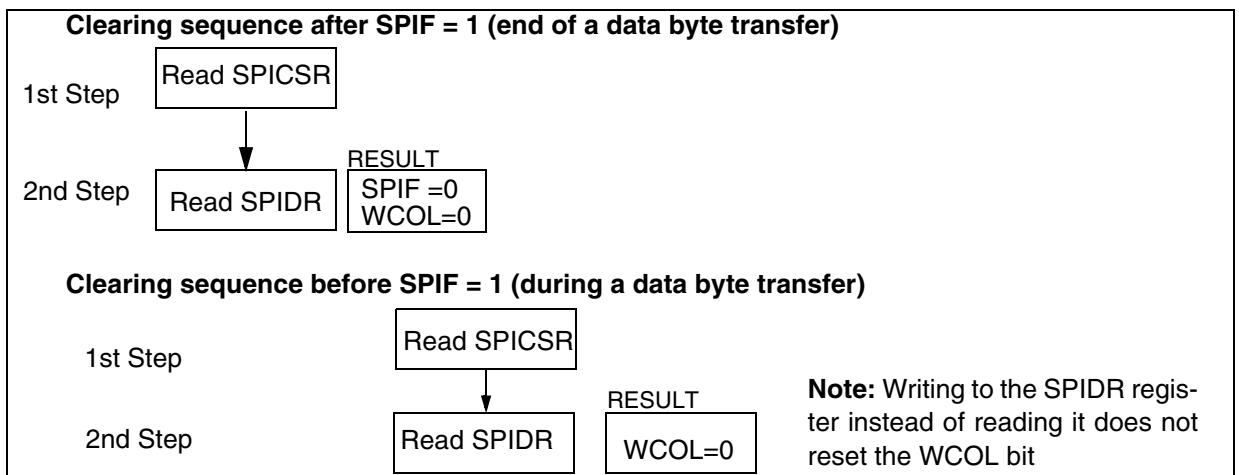 Clearing sequence after SPIF = 1 (end of a data byte transfer)
1st Step
Read SPICSR
2nd Step
Read SPIDR
RESULT
SPIF =0
WCOL=0
Clearing sequence before SPIF = 1 (during a data byte transfer)
1st Step
Read SPICSR
2nd Step
Read SPIDR
RESULT
WCOL=0
Note: Writing to the SPIDR regis-
ter instead of reading it does not
reset the WCOL bit